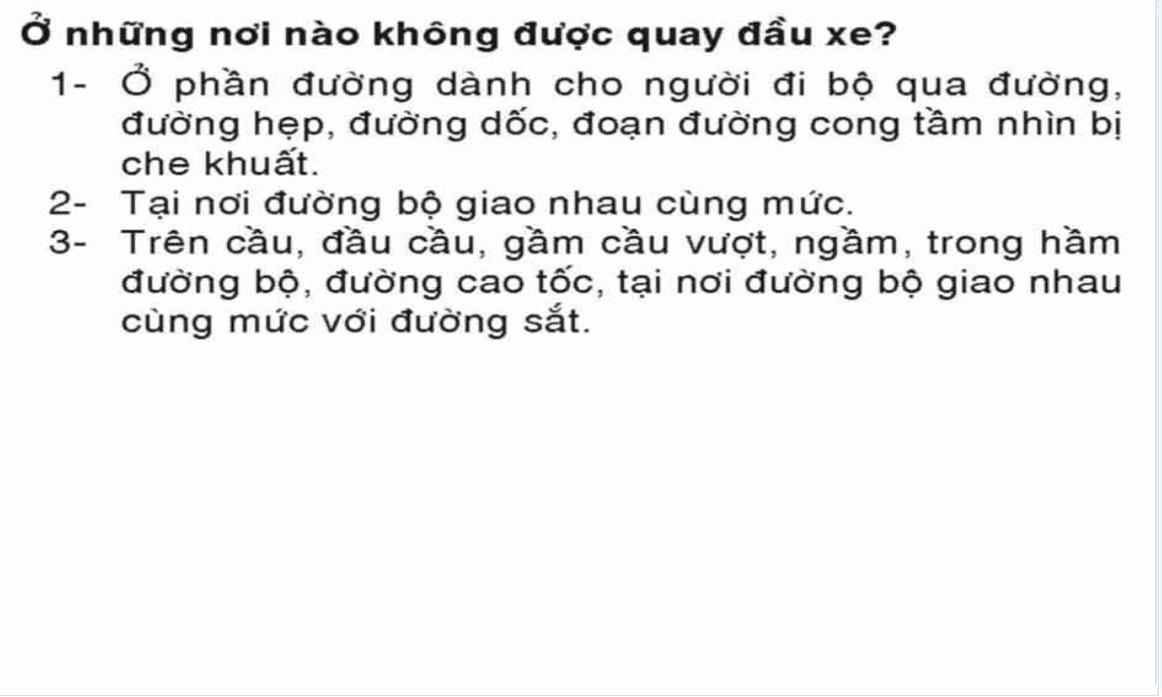 Ở những nơi nào không được quay đầu xe?
1- Ở phần đường dành cho người đi bộ qua đường,
đường hẹp, đường dốc, đoạn đường cong tầm nhìn bị
che khuất.
2- Tại nơi đường bộ giao nhau cùng mức.
3- Trên cầu, đầu cầu, gầm cầu vượt, ngầm, trong hầm
đường bộ, đường cao tốc, tại nơi đường bộ giao nhau
cùng mức với đường sắt.